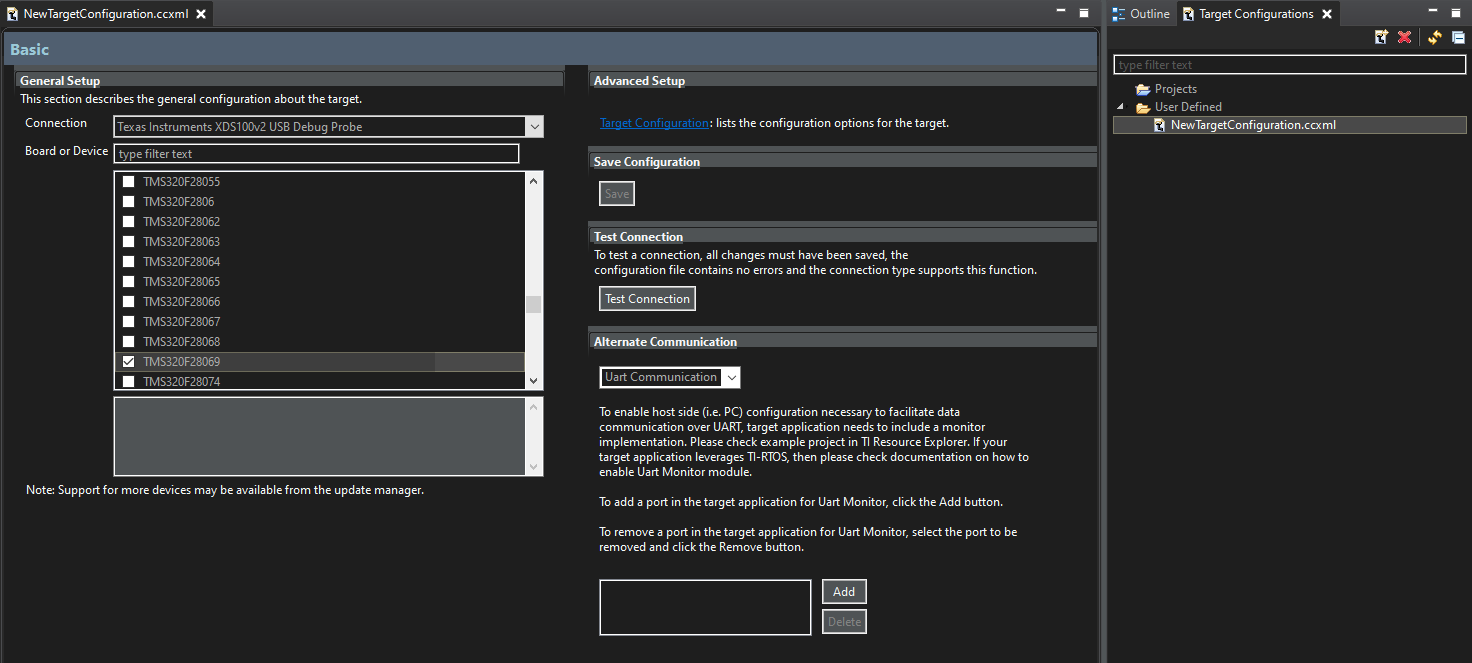 NewTargetConfiguration.ccxml
Basic
General Setup
This section describes the general configuration about the target.
Connection
Texas Instruments XDS100v2 USB Debug Probe
Board or Device
type filter text
TMS320F28055
TMS320F2806
TMS320F28062
TMS320F28063
TMS320F28064
TMS320F28065
TMS320F28066
TMS320F28067
TMS320F28068
TMS320F28069
TMS320F28074
Note: Support for more devices may be available from the update manager.
Advanced Setup
Target Configuration: lists the configuration options for the target.
Save Configuration
Save
Test Connection
To test a connection, all changes must have been saved, the
configuration file contains no errors and the connection type supports this function.
Test Connection
Alternate Communication
Uart Communication
To enable host side (i.e. PC) configuration necessary to facilitate data
communication over UART, target application needs to include a monitor
implementation. Please check example project in TI Resource Explorer. If your
target application leverages TI-RTOS, then please check documentation on how to
enable Uart Monitor module.
To add a port in the target application for Uart Monitor, click the Add button.
To remove a port in the target application for Uart Monitor, select the port to be
removed and click the Remove button.
Add
Delete
Outline
Target Configurations
type filter text
Projects
User Defined
NewTargetConfiguration.ccxml